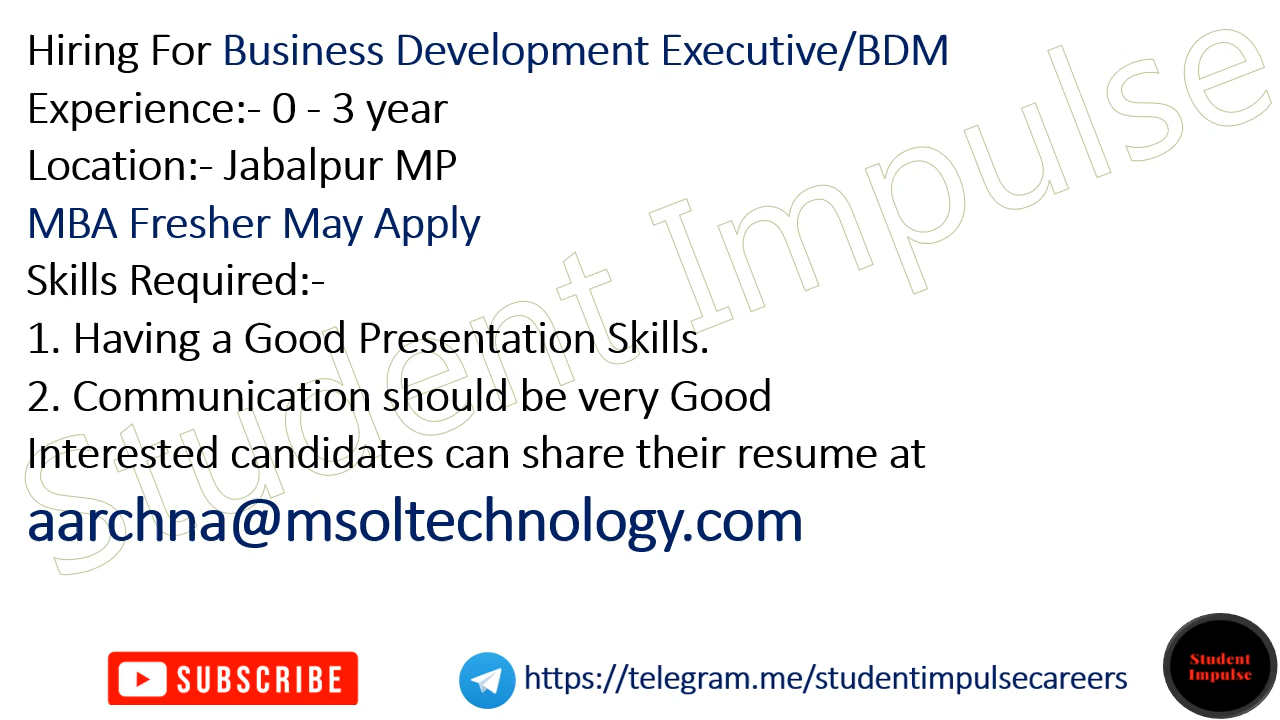 Hiring For Business Development Executive/BDM
Experience:- 0 - 3 year
Location:- Jabalpur MP
MBA Fresher May Apply
Skills Required:-
1. Having a Good Presentation Skills.
2. Communication should be very Good
Interested candidates can share their resume at
aarchna@msoltechnology.com
Student Impulse
SUBSCRIBE
https://telegram.me/studentimpulsecareers
Student
Impulse